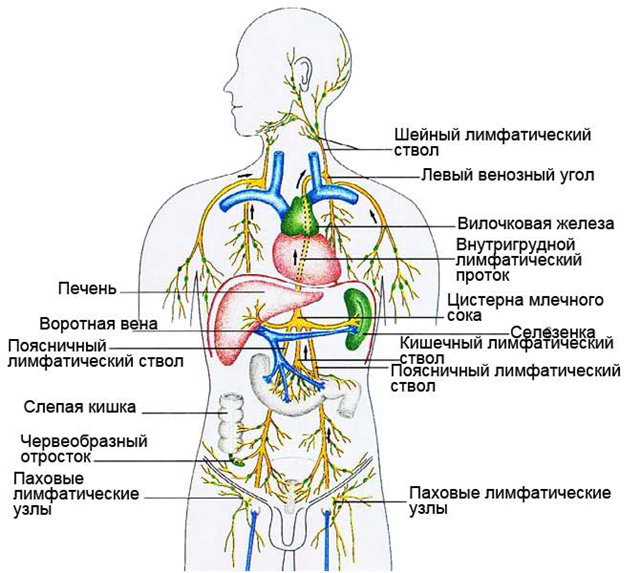 Шейный лимфатический
ствол
Левый венозный угол
Вилочковая железа
Внутригрудной
лимфатический
проток
Печень
Цистерна млечного
сока
Воротная вена
Селезенка
Поясничный
лимфатический ствол
Кишечный лимфатический
ствол
Поясничный лимфатический
ствол
Слепая кишка
Червеобразный
отросток
Паховые
лимфатические
узлы
Паховые лимфатические
узлы